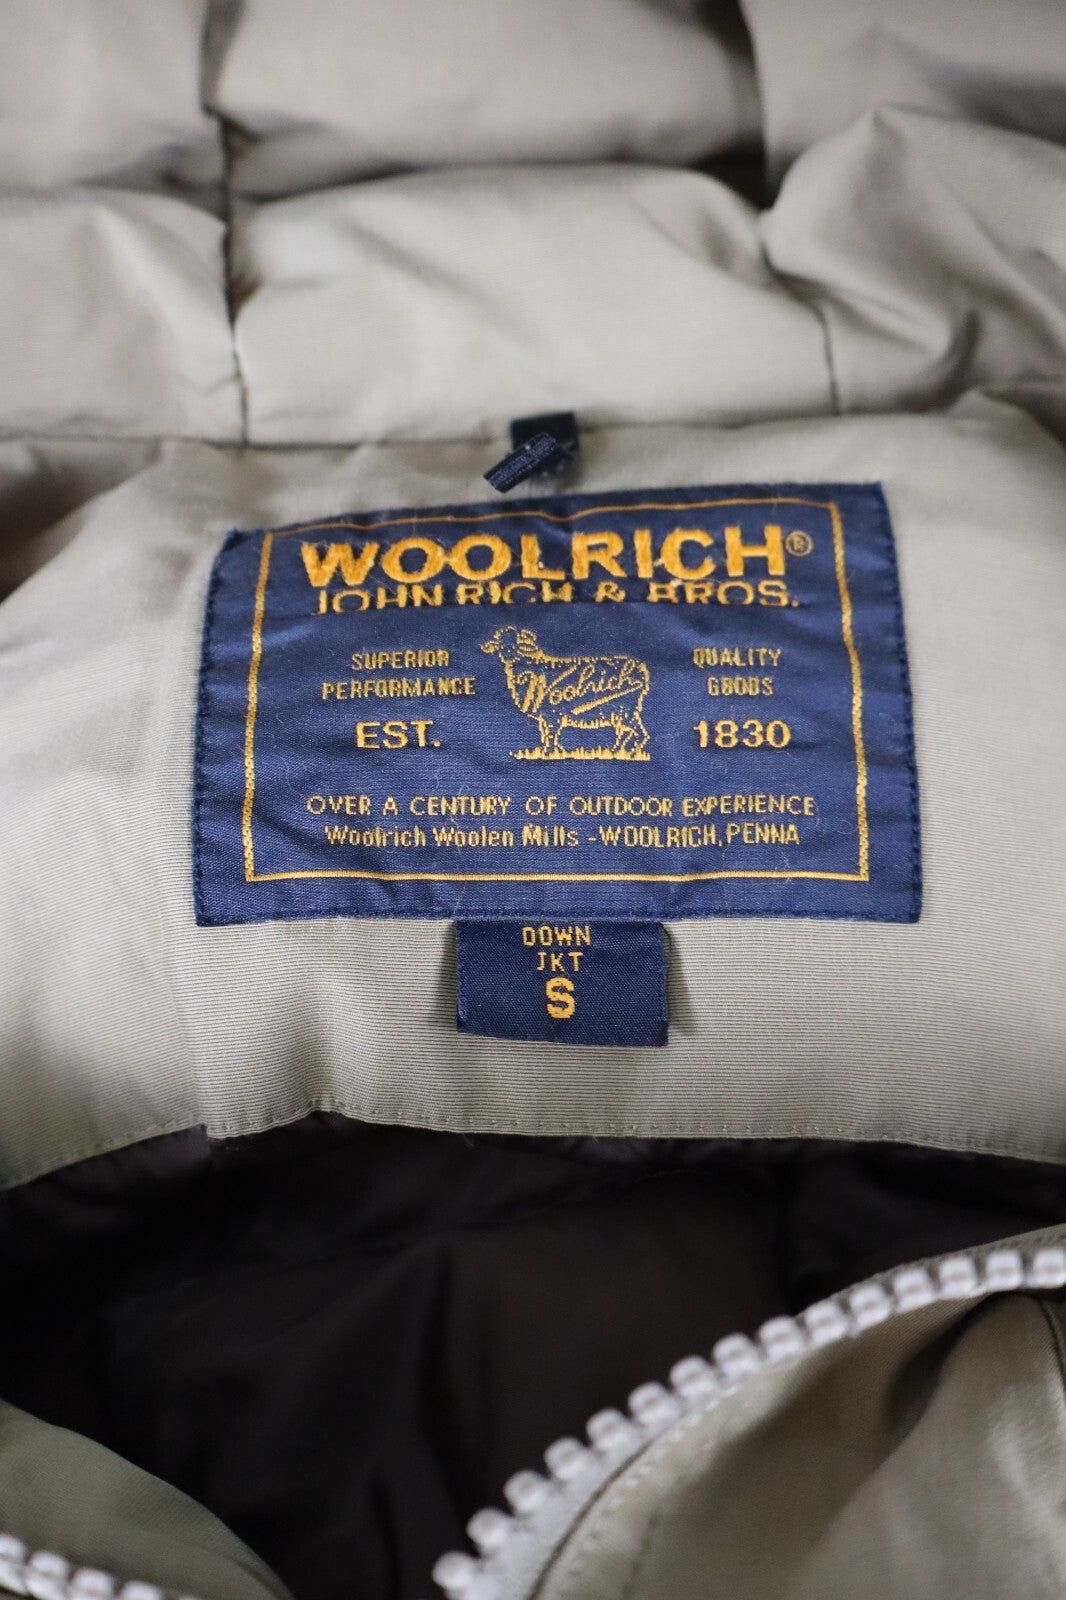 WOOLRICH®
JOHN RICH & BROS.
SUPERIOR PERFORMANCE
Woolrich
QUALITY GOODS
EST. 1830
OVER A CENTURY OF OUTDOOR EXPERIENCE
Woolrich Woolen Mills - WOOLRICH, PENNA
DOWN
JKT
S